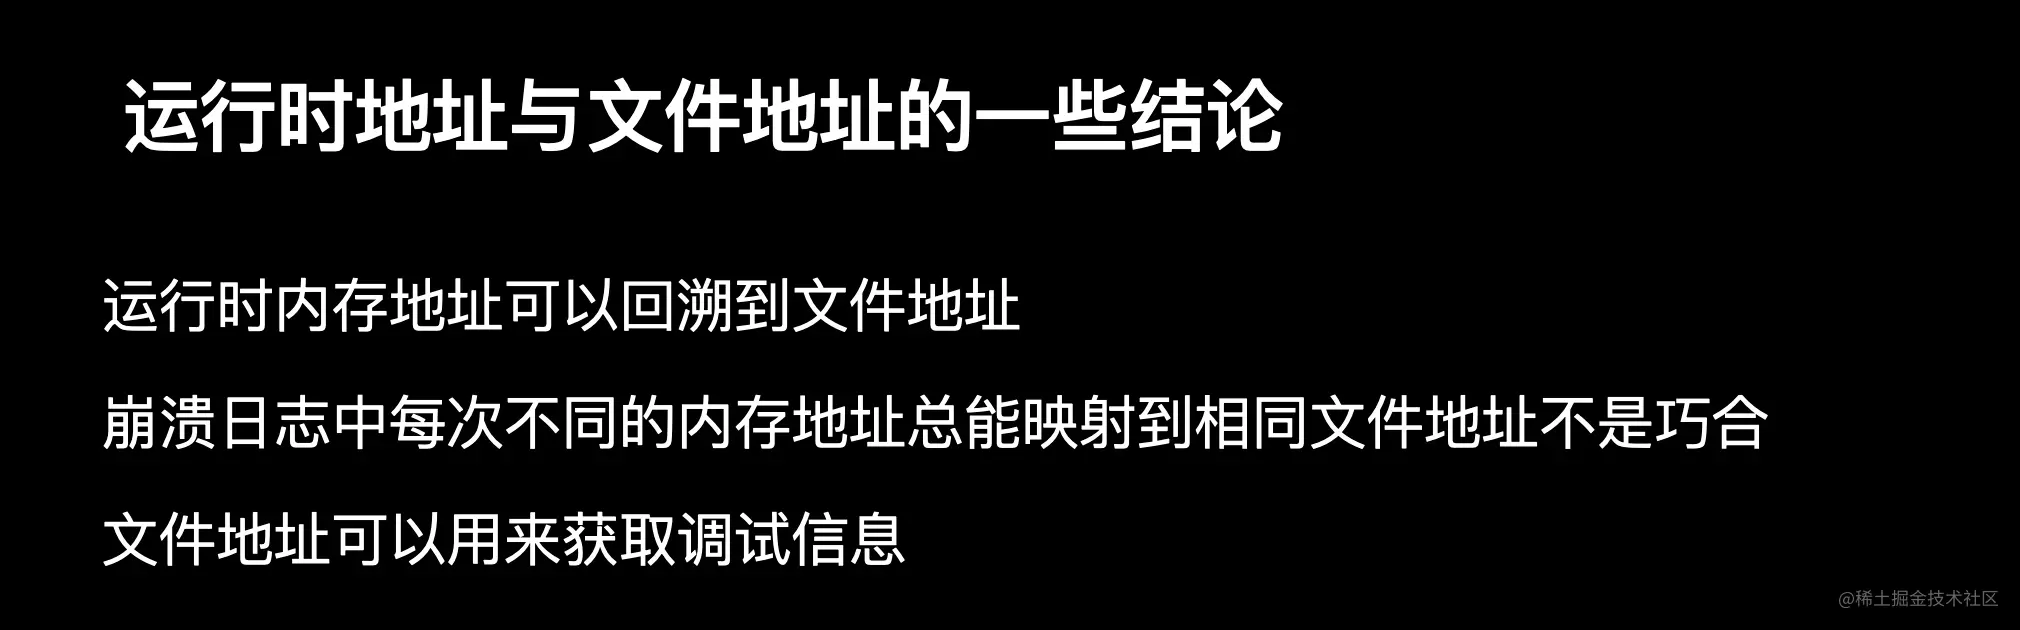 运行时地址与文件地址的一些结论
运行时内存地址可以回溯到文件地址
崩溃日志中每次不同的内存地址总能映射到相同文件地址不是巧合
文件地址可以用来获取调试信息
@稀土掘金技术社区